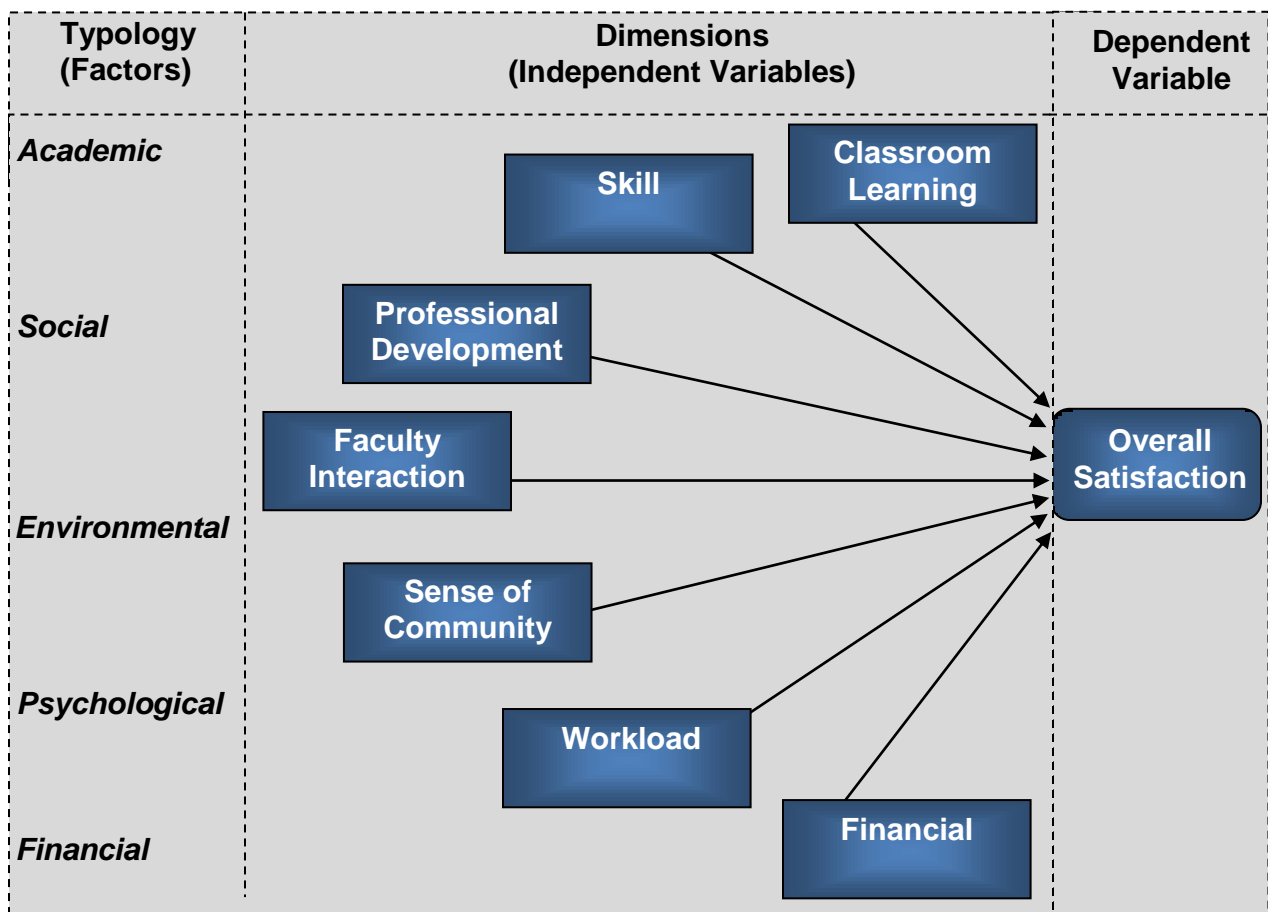 Typology
(Factors)
Dimensions
(Independent Variables)
Dependent
Variable
Academic
Classroom
Learning
Skill
Social
Professional
Development
Faculty
Interaction
Overall
Satisfaction
Environmental
Sense of
Community
Psychological
Workload
Financial
Financial